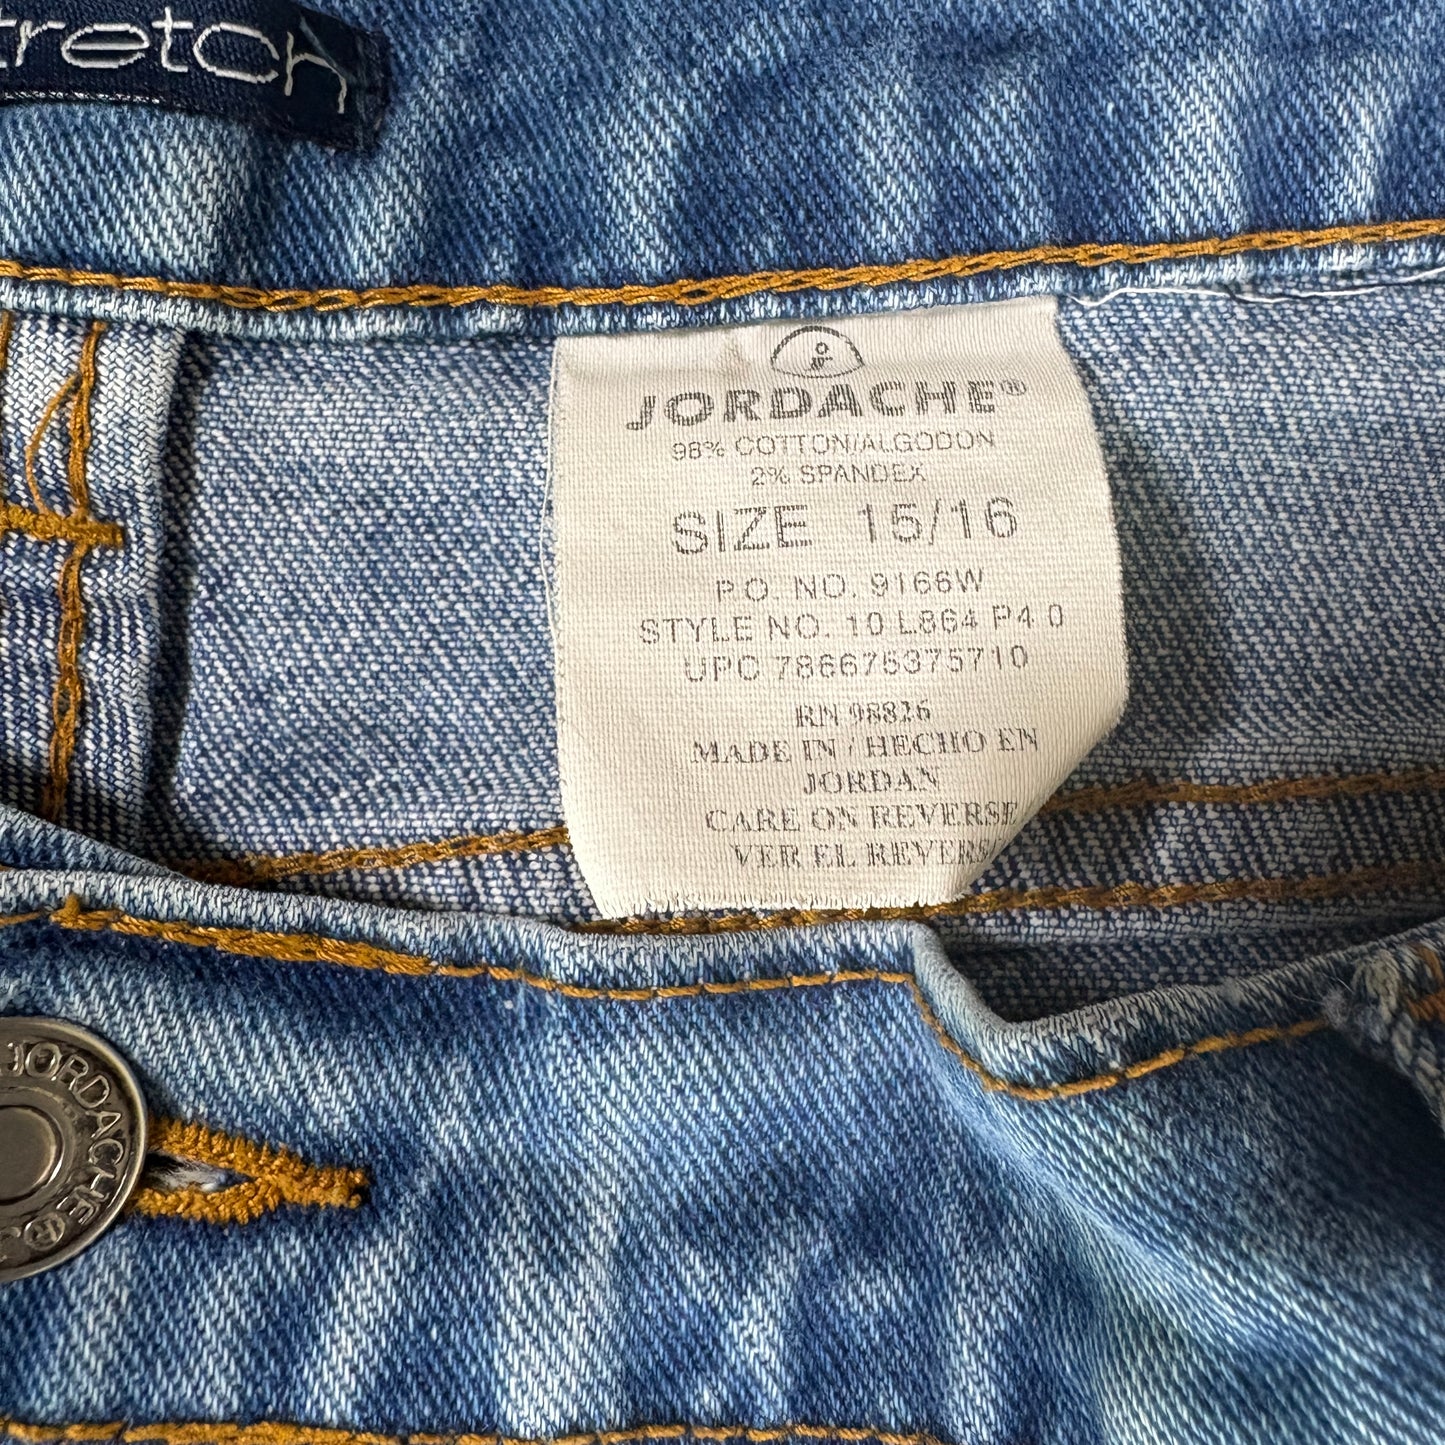 tretch
JORDACHE®
98% COTTON/ALGODON
2% SPANDEX
SIZE 15/16
P.O. NO. 9166W
STYLE NO. 10 L864 P4 0
UPC 786675375710
RN 98826
MADE IN / HECHO EN
JORDAN
CARE ON REVERSE
VER EL REVERS
JORDACHE ®